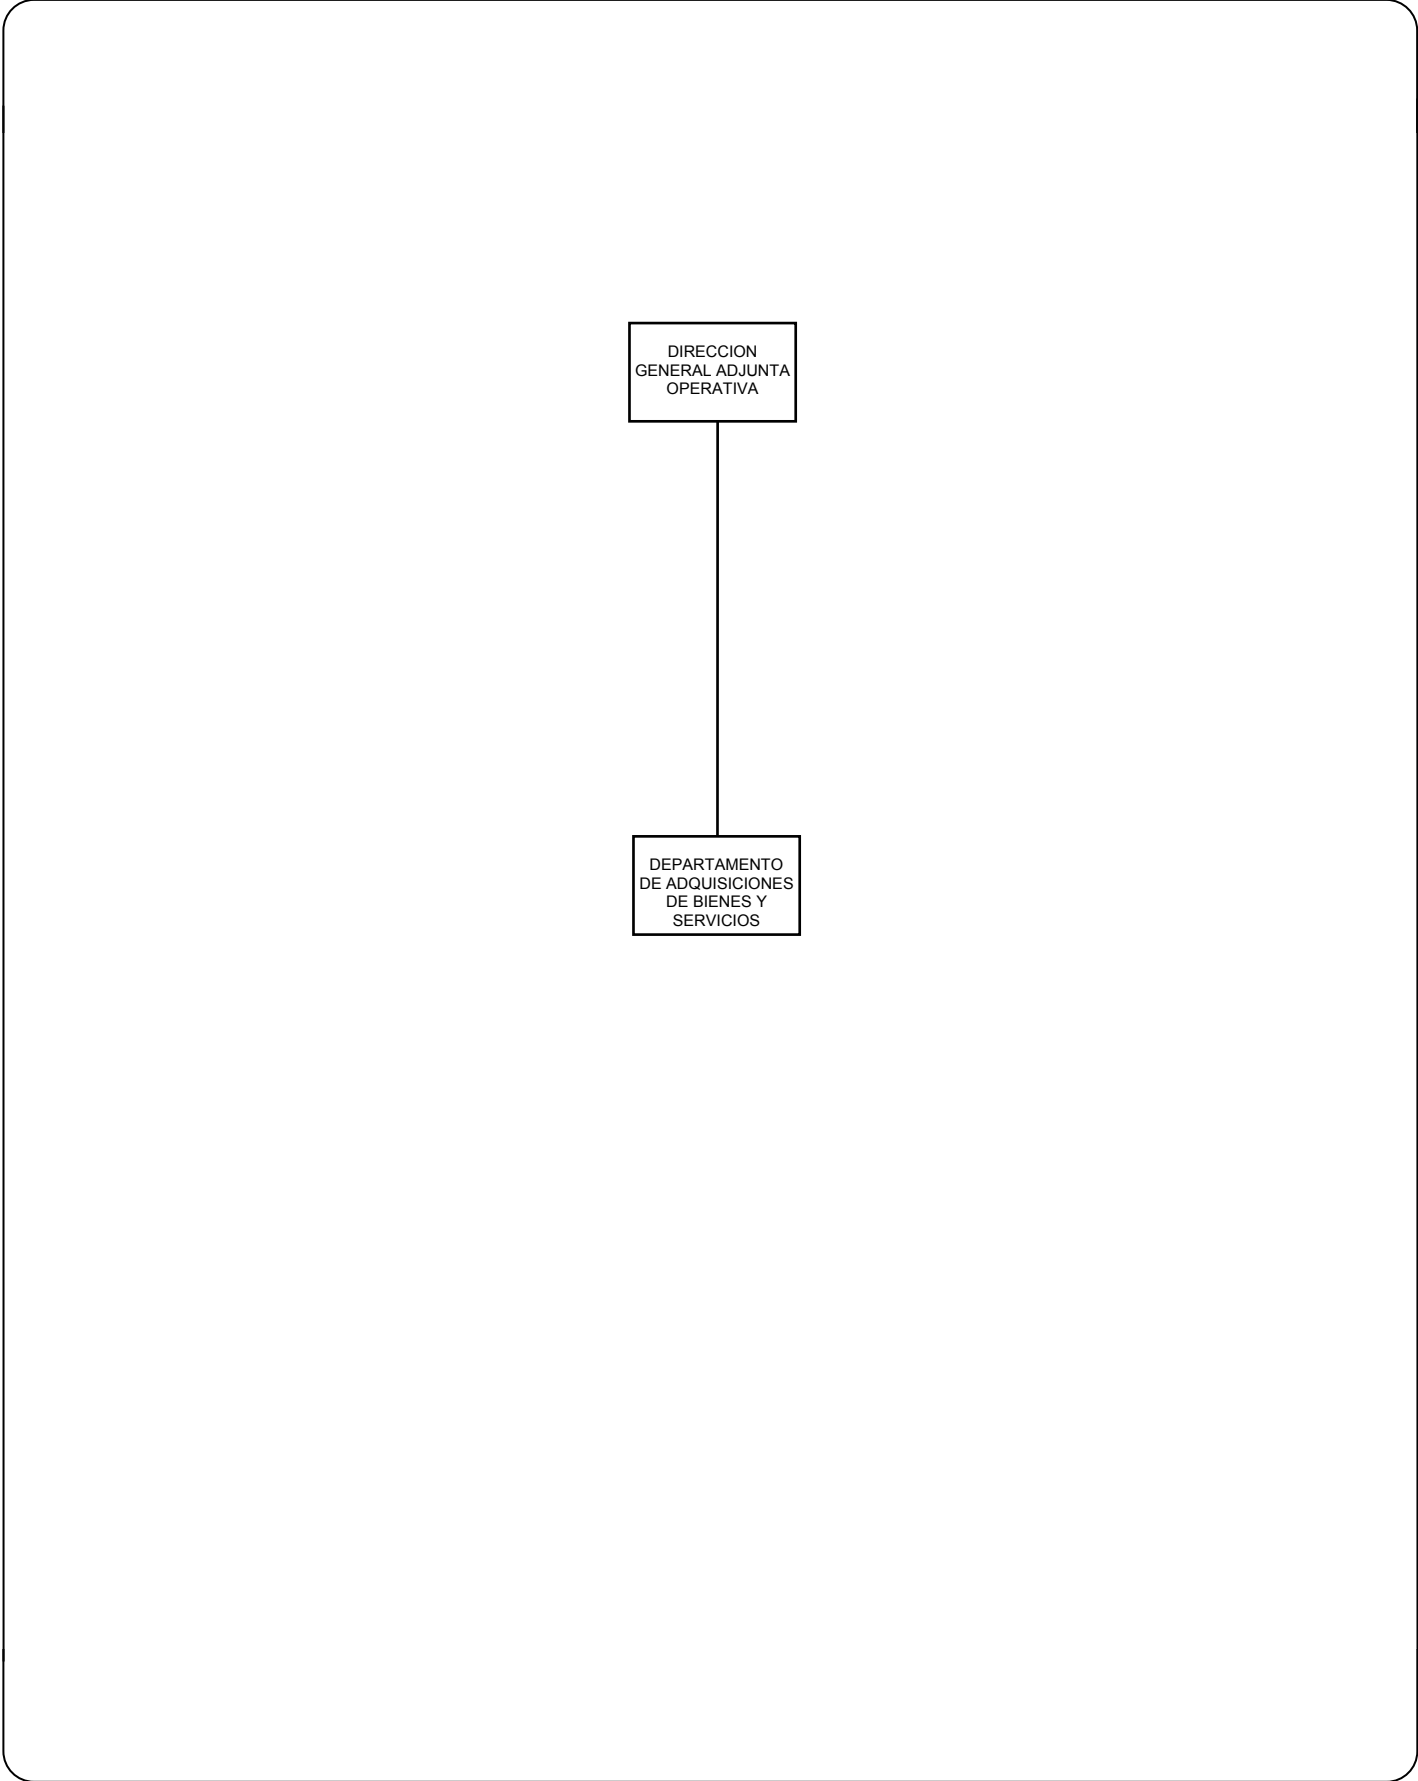 DIRECCION
GENERAL ADJUNTA
OPERATIVA
DEPARTAMENTO
DE ADQUISICIONES
DE BIENES Y
SERVICIOS